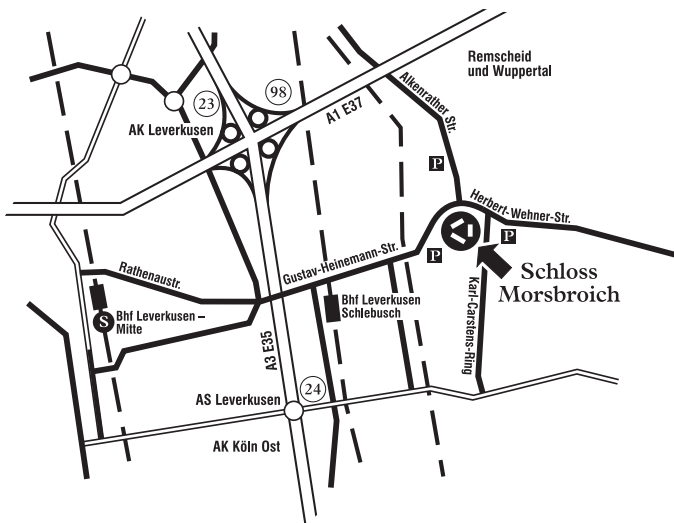 Remscheid
und Wuppertal
98
23
AK Leverkusen
A1 E37
Alkenrather Str.
P
Herbert-Wehner-Str.
P
P
Schloss
Morsbroich
Gustav-Heinemann-Str.
Rathenaustr.
Karl-Carstens-Ring
Bhf Leverkusen
Schlebusch
S
Bhf Leverkusen –
Mitte
A3 E35
24
AS Leverkusen
AK Köln Ost